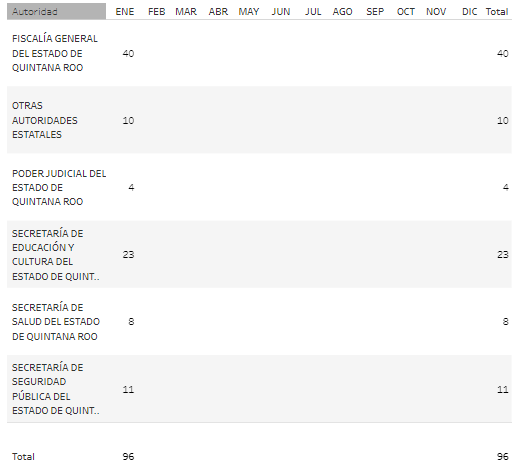 Autoridad ENE FEB MAR ABR MAY JUN JUL AGO SEP OCT NOV DIC Total
FISCALÍA GENERAL
DEL ESTADO DE 40 40
QUINTANA ROO
OTRAS
AUTORIDADES 10 10
ESTATALES
PODER JUDICIAL DEL
ESTADO DE 4 4
QUINTANA ROO
SECRETARÍA DE
EDUCACIÓN Y
CULTURA DEL 23 23
ESTADO DE QUINT..
SECRETARÍA DE
SALUD DEL ESTADO 8 8
DE QUINTANA ROO
SECRETARÍA DE
SEGURIDAD
PÚBLICA DEL 11 11
ESTADO DE QUINT..
Total 96 96